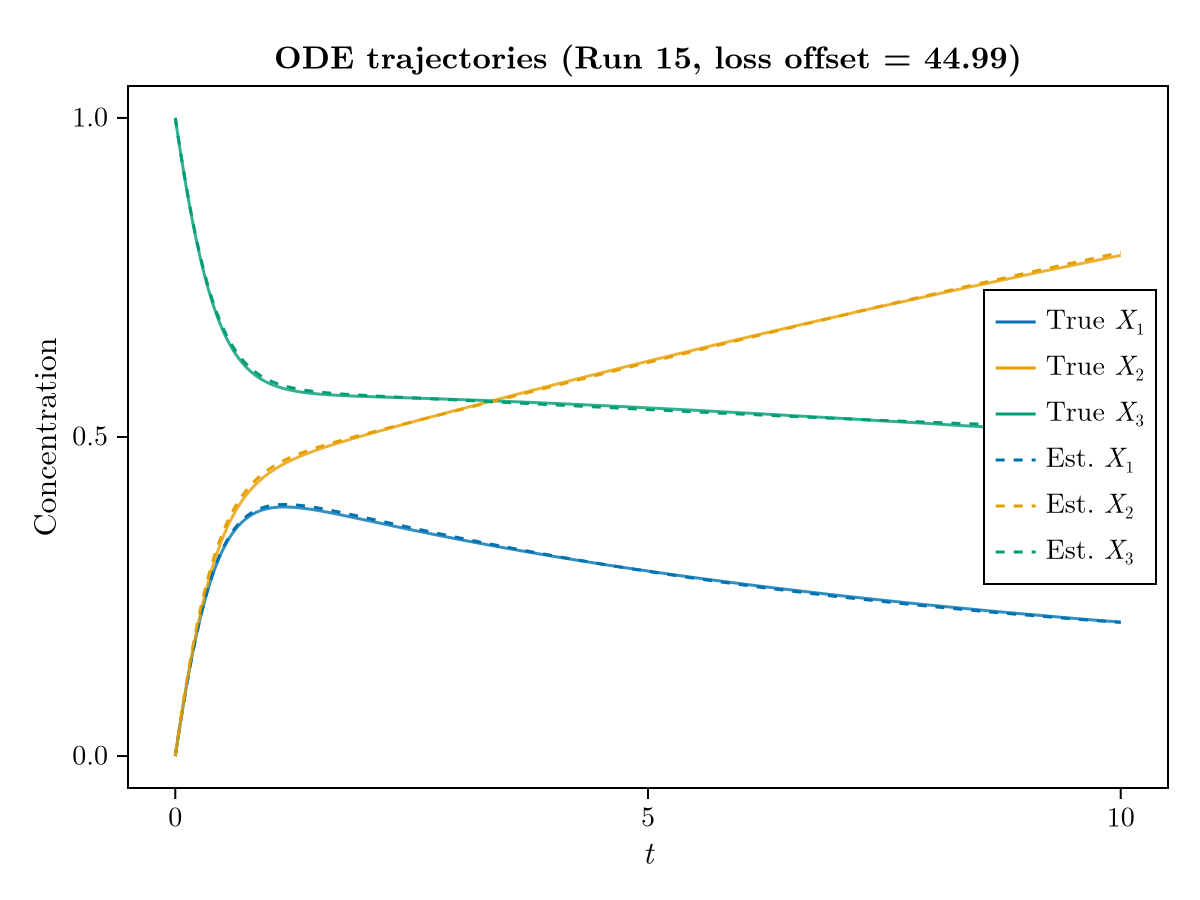 ODE trajectories (Run 15, loss offset = 44.99)
1.0
0.5
0.0
Concentration
True X₁
True X₂
True X₃
Est. X₁
Est. X₂
Est. X₃
0 5 10
t